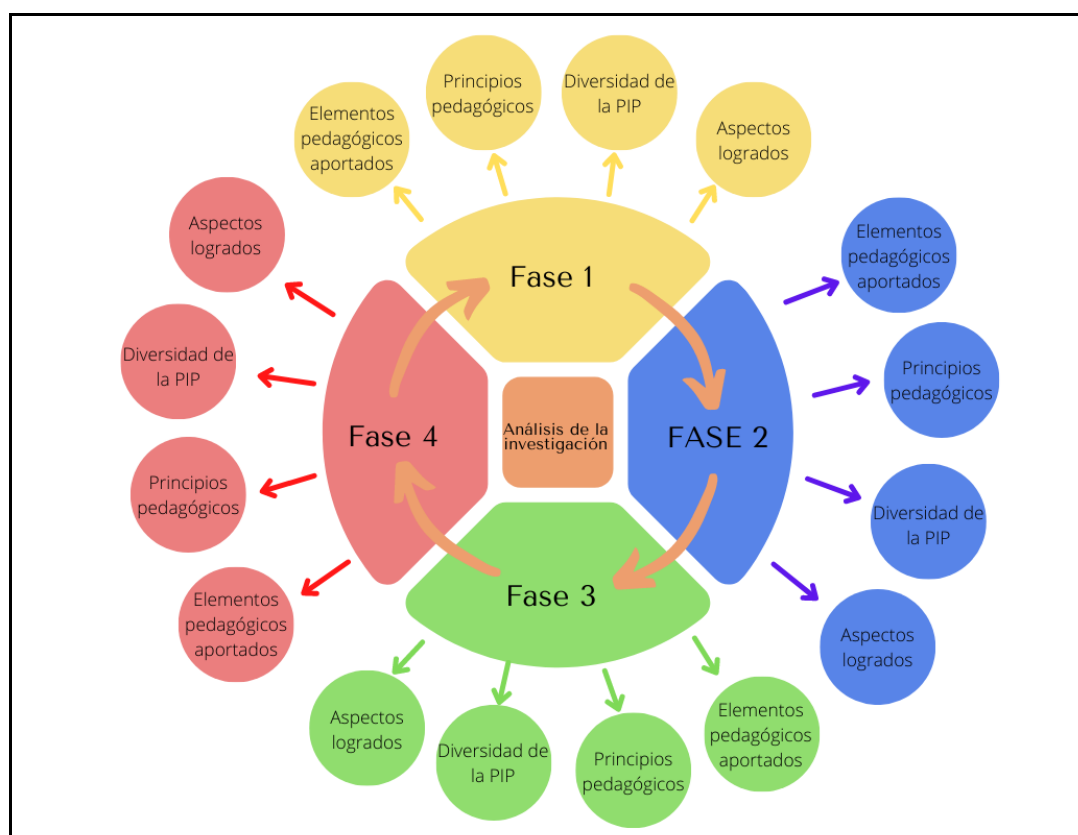 Elementos
pedagógicos
aportados
Principios
pedagógicos
Diversidad de
la PIP
Aspectos
logrados
Fase 1
Elementos
pedagógicos
aportados
Principios
pedagógicos
Diversidad de
la PIP
Aspectos
logrados
FASE 2
Elementos
pedagógicos
aportados
Principios
pedagógicos
Diversidad de
la PIP
Aspectos
logrados
Fase 3
Elementos
pedagógicos
aportados
Principios
pedagógicos
Diversidad de
la PIP
Aspectos
logrados
Fase 4
Análisis de la
investigación